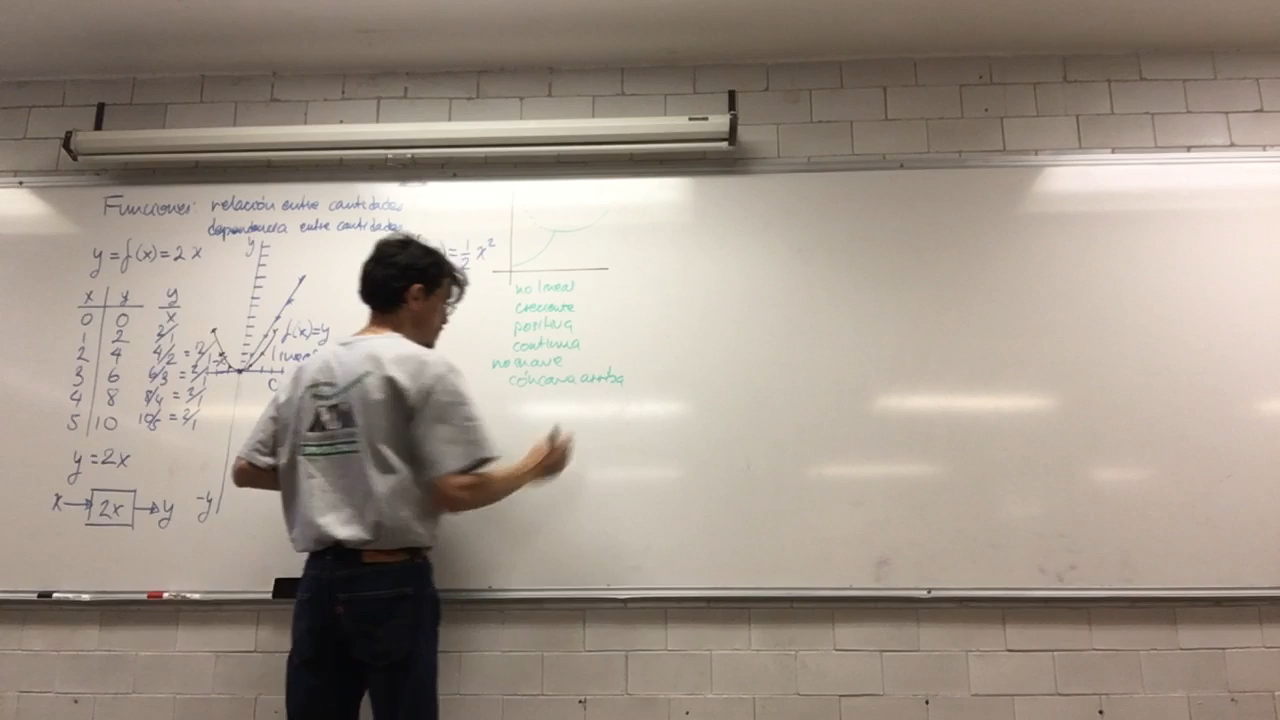 Funciones: relación entre cantidades
dependencia entre cantidades
y = f(x) = 2x
x y y/x
0 0
1 2 2/1
2 4 4/2 = 2/1
3 6 6/3 = 2/1
4 8 8/4 = 2/1
5 10 10/5 = 2/1
y = 2x
x → 2x → y
y
f(x)=y
-x
-y
= 1/2 x²
no lineal
creciente
positiva
continua
no suave
cóncava arriba